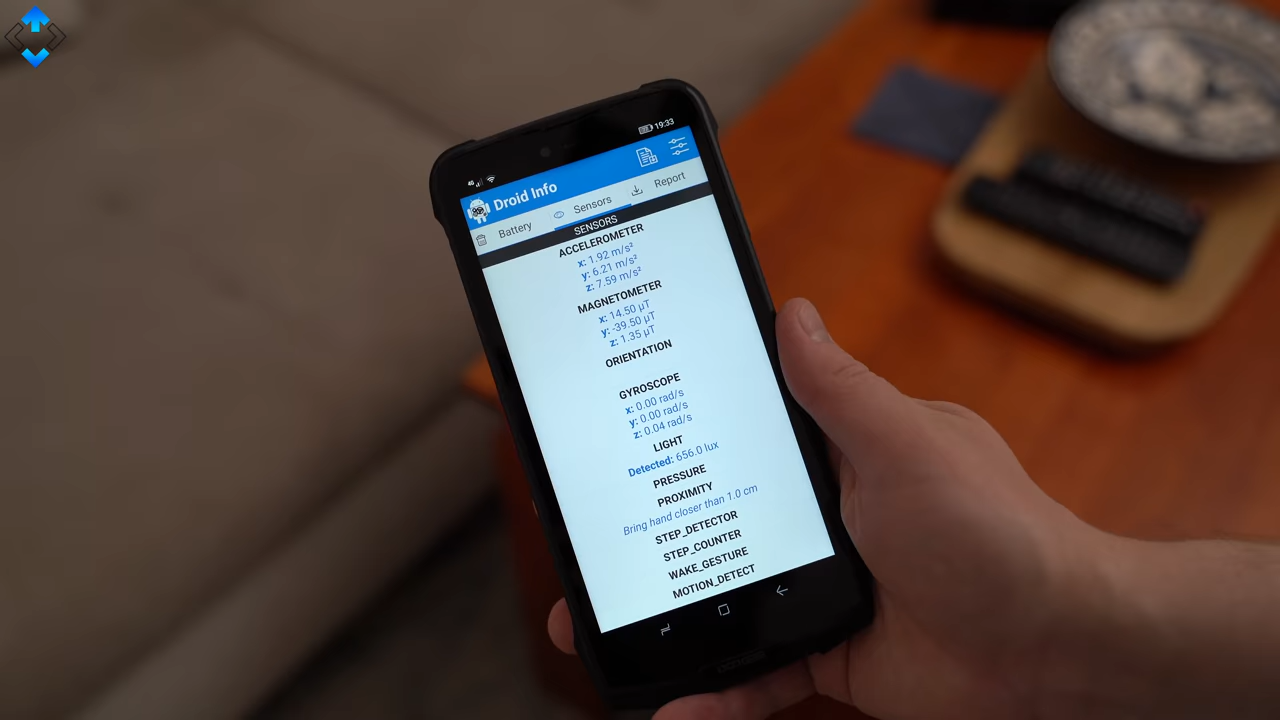 4G
19:33
Droid Info
Battery
Sensors
Report
SENSORS
ACCELEROMETER
x: 1.92 m/s²
y: 6.21 m/s²
z: 7.59 m/s²
MAGNETOMETER
x: 14.50 μT
y: -39.50 μT
z: 1.35 μT
ORIENTATION
GYROSCOPE
x: 0.00 rad/s
y: 0.00 rad/s
z: 0.04 rad/s
LIGHT
Detected: 656.0 lux
PRESSURE
PROXIMITY
Bring hand closer than 1.0 cm
STEP_DETECTOR
STEP_COUNTER
WAKE_GESTURE
MOTION_DETECT